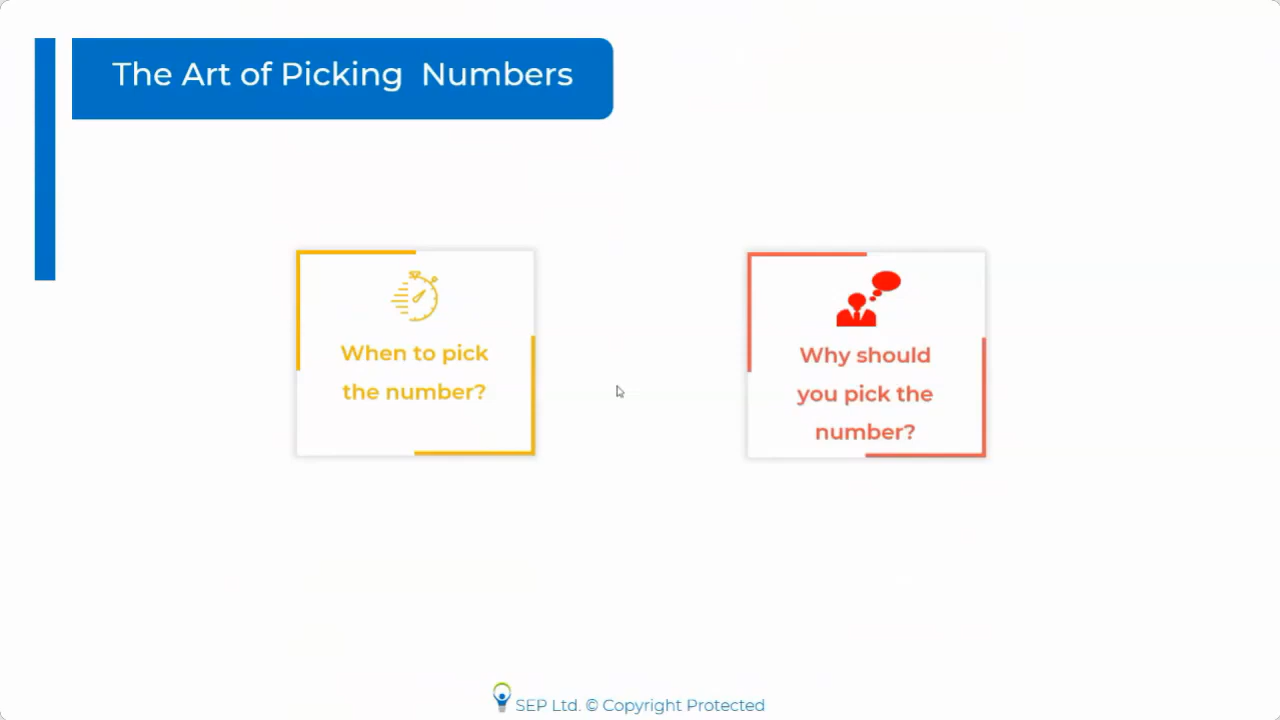 The Art of Picking Numbers
When to pick
the number?
Why should
you pick the
number?
SEP Ltd. © Copyright Protected